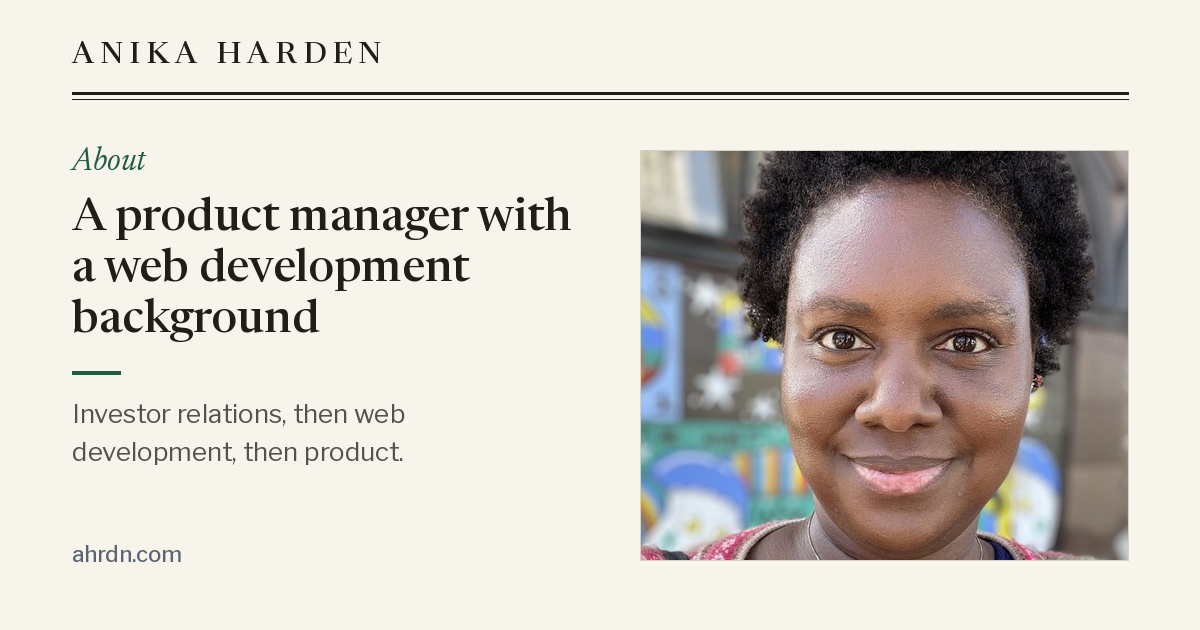 ANIKA HARDEN
About
A product manager with
a web development
background
Investor relations, then web
development, then product.
ahrdn.com